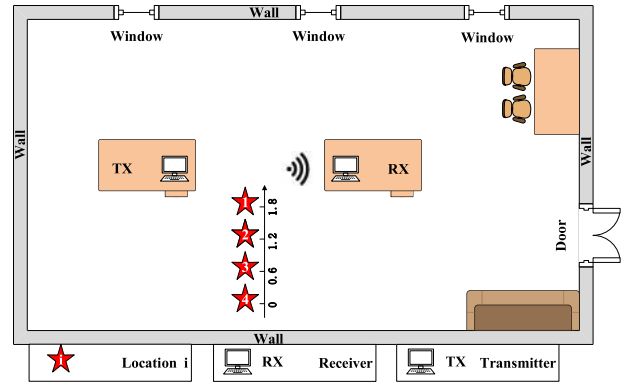 Wall
Window
Window
Window
Wall
Wall
TX
RX
1
1.8
2
1.2
3
0.6
4
0
Door
Wall
i
Location i
RX
Receiver
TX
Transmitter